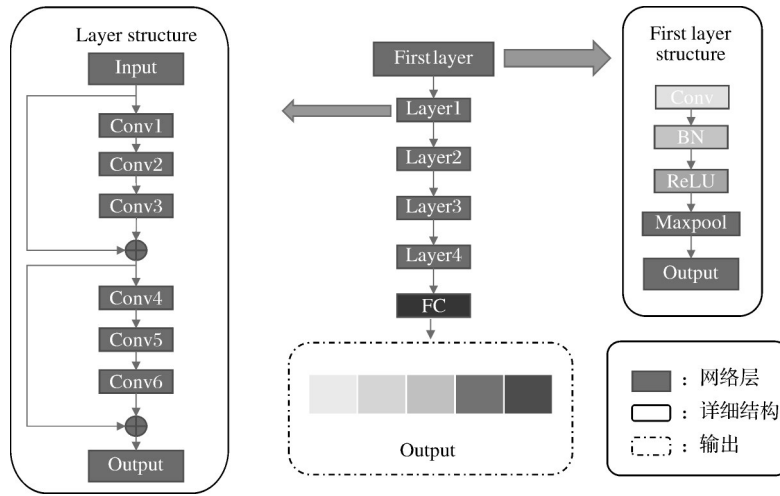 Layer structure
Input
Conv1
Conv2
Conv3
Conv4
Conv5
Conv6
Output
First layer
Layer1
Layer2
Layer3
Layer4
FC
Output
First layer
structure
Conv
BN
ReLU
Maxpool
Output
：网络层
：详细结构
：输出